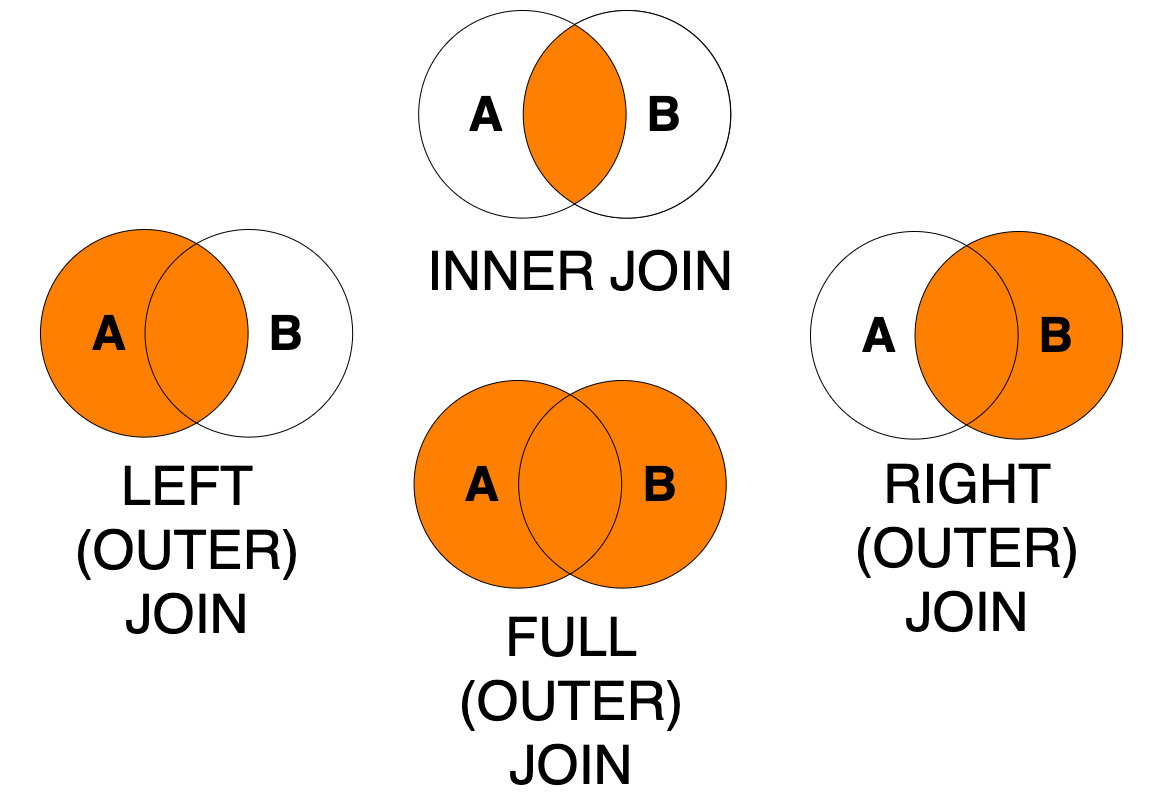 A B
INNER JOIN
A B
LEFT
(OUTER)
JOIN
A B
FULL
(OUTER)
JOIN
A B
RIGHT
(OUTER)
JOIN